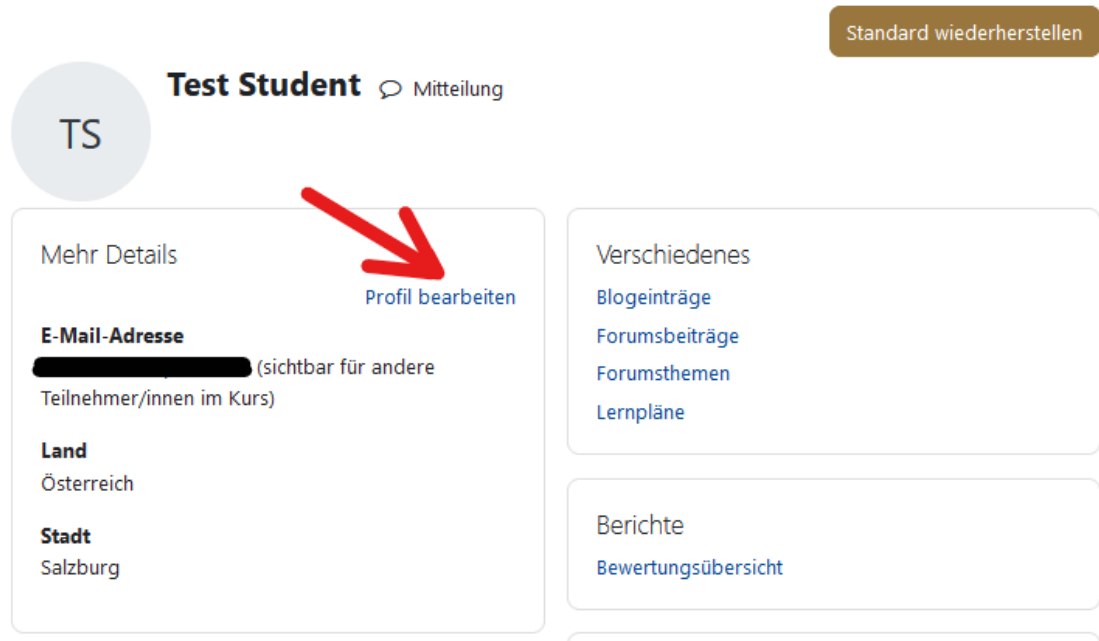 Standard wiederherstellen
TS
Test Student Mitteilung
Mehr Details
Profil bearbeiten
E-Mail-Adresse
(sichtbar für andere
Teilnehmer/innen im Kurs)
Land
Österreich
Stadt
Salzburg
Verschiedenes
Blogeinträge
Forumsbeiträge
Forumsthemen
Lernpläne
Berichte
Bewertungsübersicht